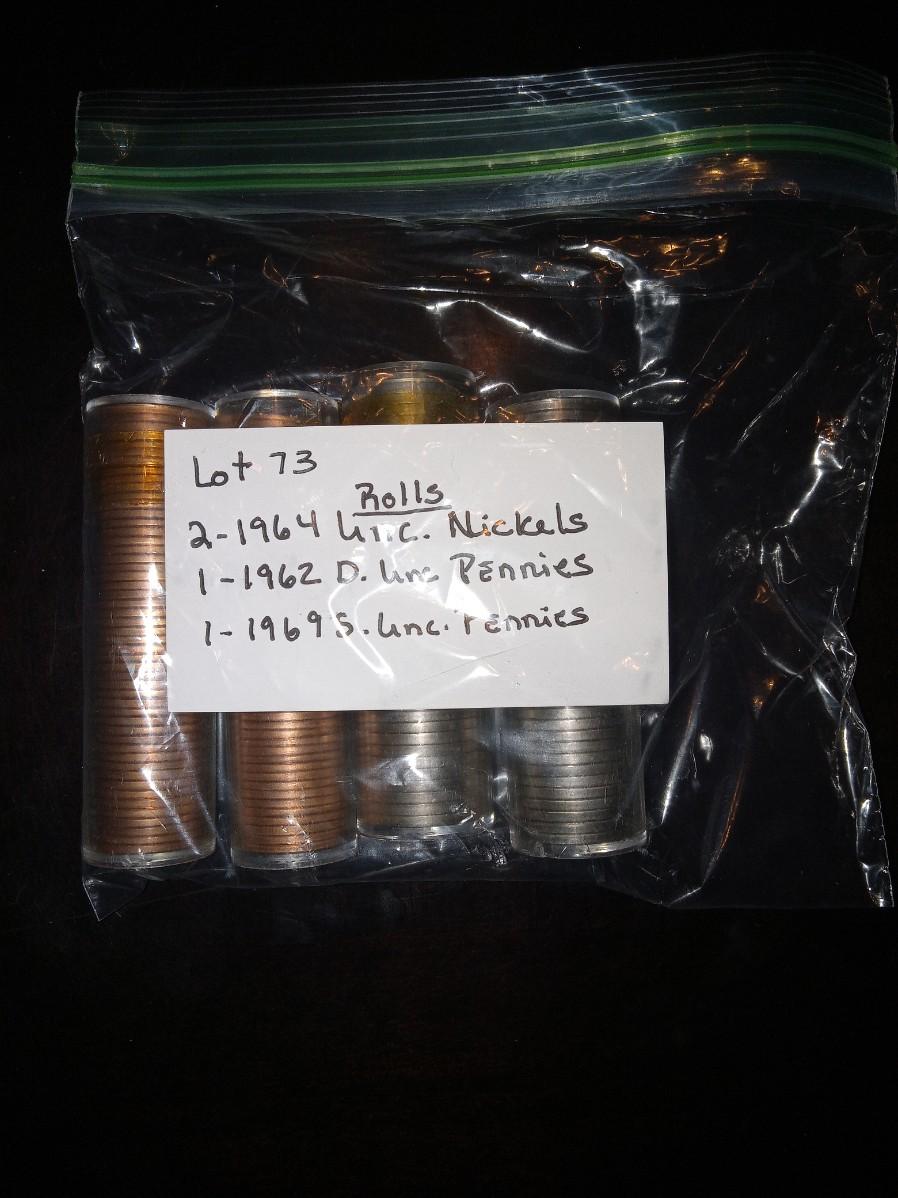 Lot 73
Rolls
2-1964 Unc. Nickels
1-1962 D. Unc Pennies
1-1969 S. Unc. Pennies